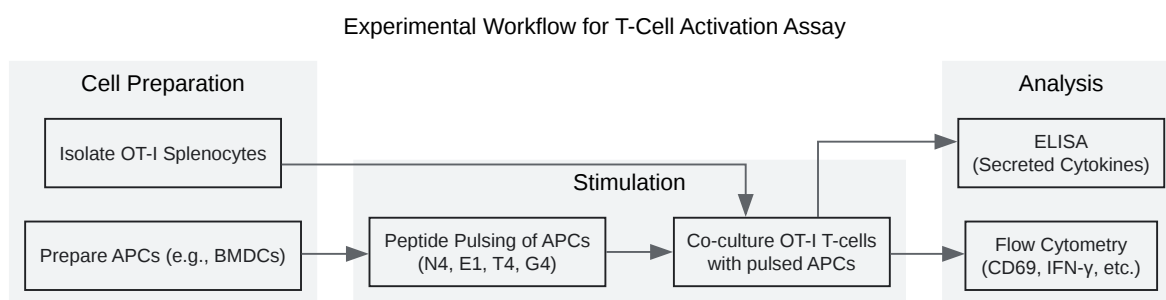 Experimental Workflow for T-Cell Activation Assay
Cell Preparation
Isolate OT-I Splenocytes
Prepare APCs (e.g., BMDCs)
Stimulation
Peptide Pulsing of APCs
(N4, E1, T4, G4)
Co-culture OT-I T-cells
with pulsed APCs
Analysis
ELISA
(Secreted Cytokines)
Flow Cytometry
(CD69, IFN-γ, etc.)